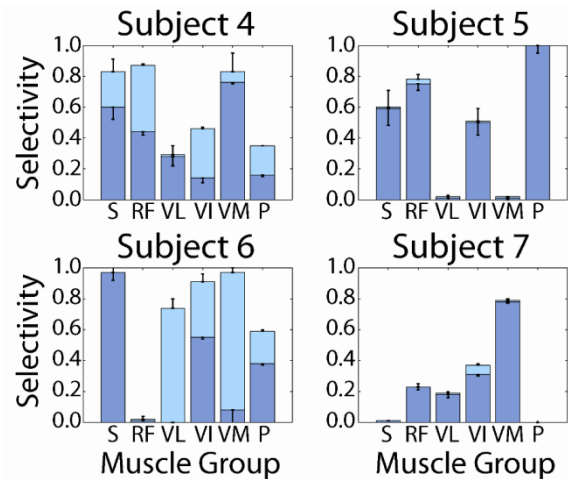 Subject 4
Subject 5
Selectivity
1.0
0.8
0.6
0.4
0.2
0.0
S RF VL VI VM P
1.0
0.8
0.6
0.4
0.2
0.0
S RF VL VI VM P
Subject 6
Subject 7
Selectivity
1.0
0.8
0.6
0.4
0.2
0.0
S RF VL VI VM P
Muscle Group
1.0
0.8
0.6
0.4
0.2
0.0
S RF VL VI VM P
Muscle Group